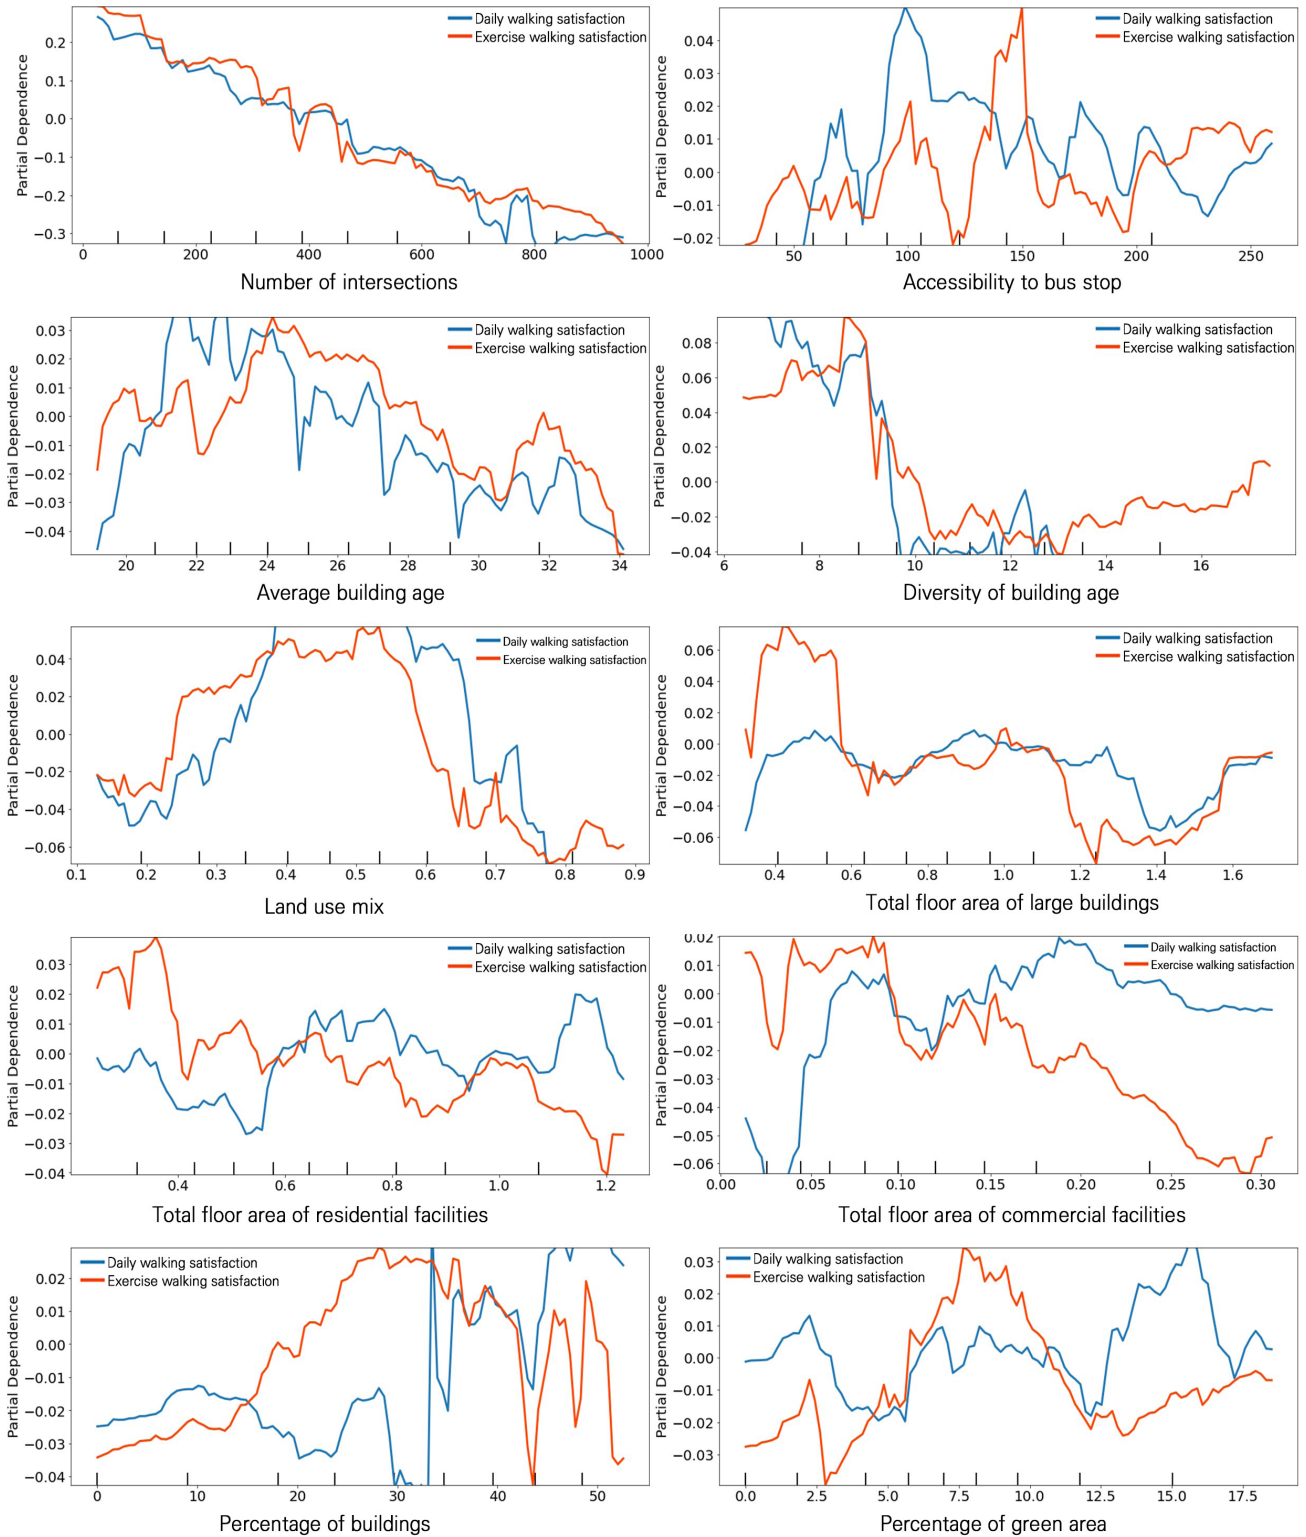 Daily walking satisfaction
Exercise walking satisfaction
Partial Dependence
0.2
0.1
0.0
−0.1
−0.2
−0.3
0 200 400 600 800 1000
Number of intersections
Daily walking satisfaction
Exercise walking satisfaction
Partial Dependence
0.04
0.03
0.02
0.01
0.00
−0.01
−0.02
50 100 150 200 250
Accessibility to bus stop
Daily walking satisfaction
Exercise walking satisfaction
Partial Dependence
0.03
0.02
0.01
0.00
−0.01
−0.02
−0.03
−0.04
20 22 24 26 28 30 32 34
Average building age
Daily walking satisfaction
Exercise walking satisfaction
Partial Dependence
0.08
0.06
0.04
0.02
0.00
−0.02
−0.04
6 8 10 12 14 16
Diversity of building age
Daily walking satisfaction
Exercise walking satisfaction
Partial Dependence
0.04
0.02
0.00
−0.02
−0.04
−0.06
0.1 0.2 0.3 0.4 0.5 0.6 0.7 0.8 0.9
Land use mix
Daily walking satisfaction
Exercise walking satisfaction
Partial Dependence
0.06
0.04
0.02
0.00
−0.02
−0.04
−0.06
0.4 0.6 0.8 1.0 1.2 1.4 1.6
Total floor area of large buildings
Daily walking satisfaction
Exercise walking satisfaction
Partial Dependence
0.03
0.02
0.01
0.00
−0.01
−0.02
−0.03
−0.04
0.4 0.6 0.8 1.0 1.2
Total floor area of residential facilities
Daily walking satisfaction
Exercise walking satisfaction
Partial Dependence
0.02
0.01
0.00
−0.01
−0.02
−0.03
−0.04
−0.05
−0.06
0.00 0.05 0.10 0.15 0.20 0.25 0.30
Total floor area of commercial facilities
Daily walking satisfaction
Exercise walking satisfaction
Partial Dependence
0.02
0.01
0.00
−0.01
−0.02
−0.03
−0.04
0 10 20 30 40 50
Percentage of buildings
Daily walking satisfaction
Exercise walking satisfaction
Partial Dependence
0.03
0.02
0.01
0.00
−0.01
−0.02
−0.03
0.0 2.5 5.0 7.5 10.0 12.5 15.0 17.5
Percentage of green area